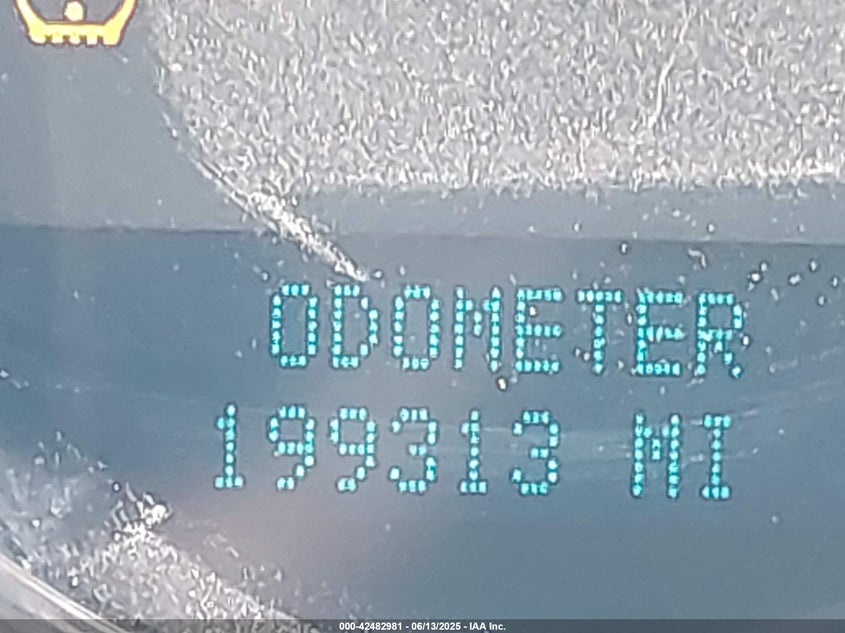 ODOMETER
199313 MI
000-42482981 - 06/13/2025 - IAA Inc.